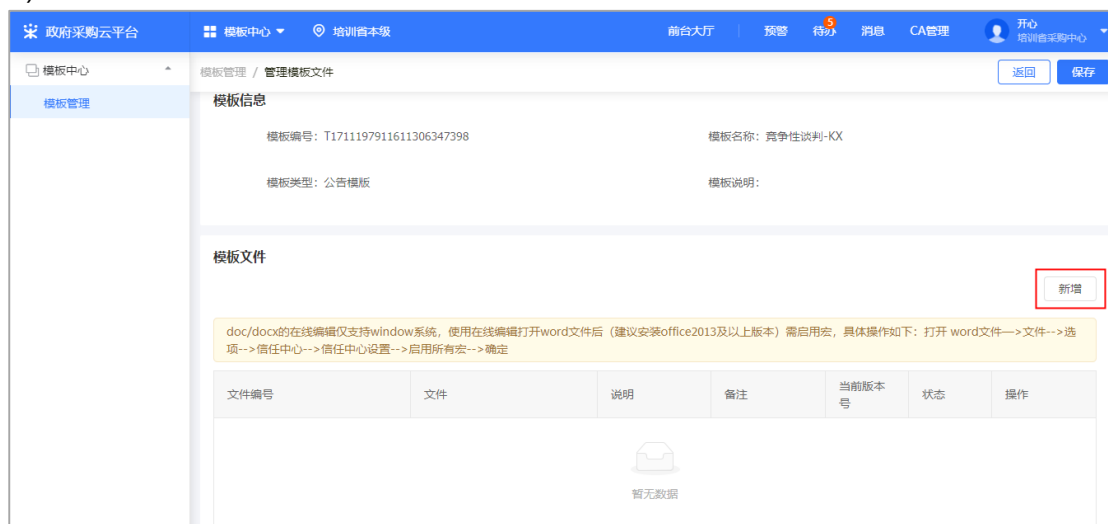 政府采购云平台
模板中心
培训省本级
前台大厅
预警
待办
5
消息
CA管理
开心
培训省采购中心
模板中心
模板管理
模板管理 / 管理模板文件
返回
保存
模板信息
模板编号：T1711197911611306347398
模板名称：竞争性谈判-KX
模板类型：公告模版
模板说明：
模板文件
新增
doc/docx的在线编辑仅支持window系统，使用在线编辑打开word文件后（建议安装office2013及以上版本）需启用宏，具体操作如下：打开 word文件—>文件-->选
项-->信任中心-->信任中心设置-->启用所有宏-->确定
文件编号
文件
说明
备注
当前版本
号
状态
操作
暂无数据